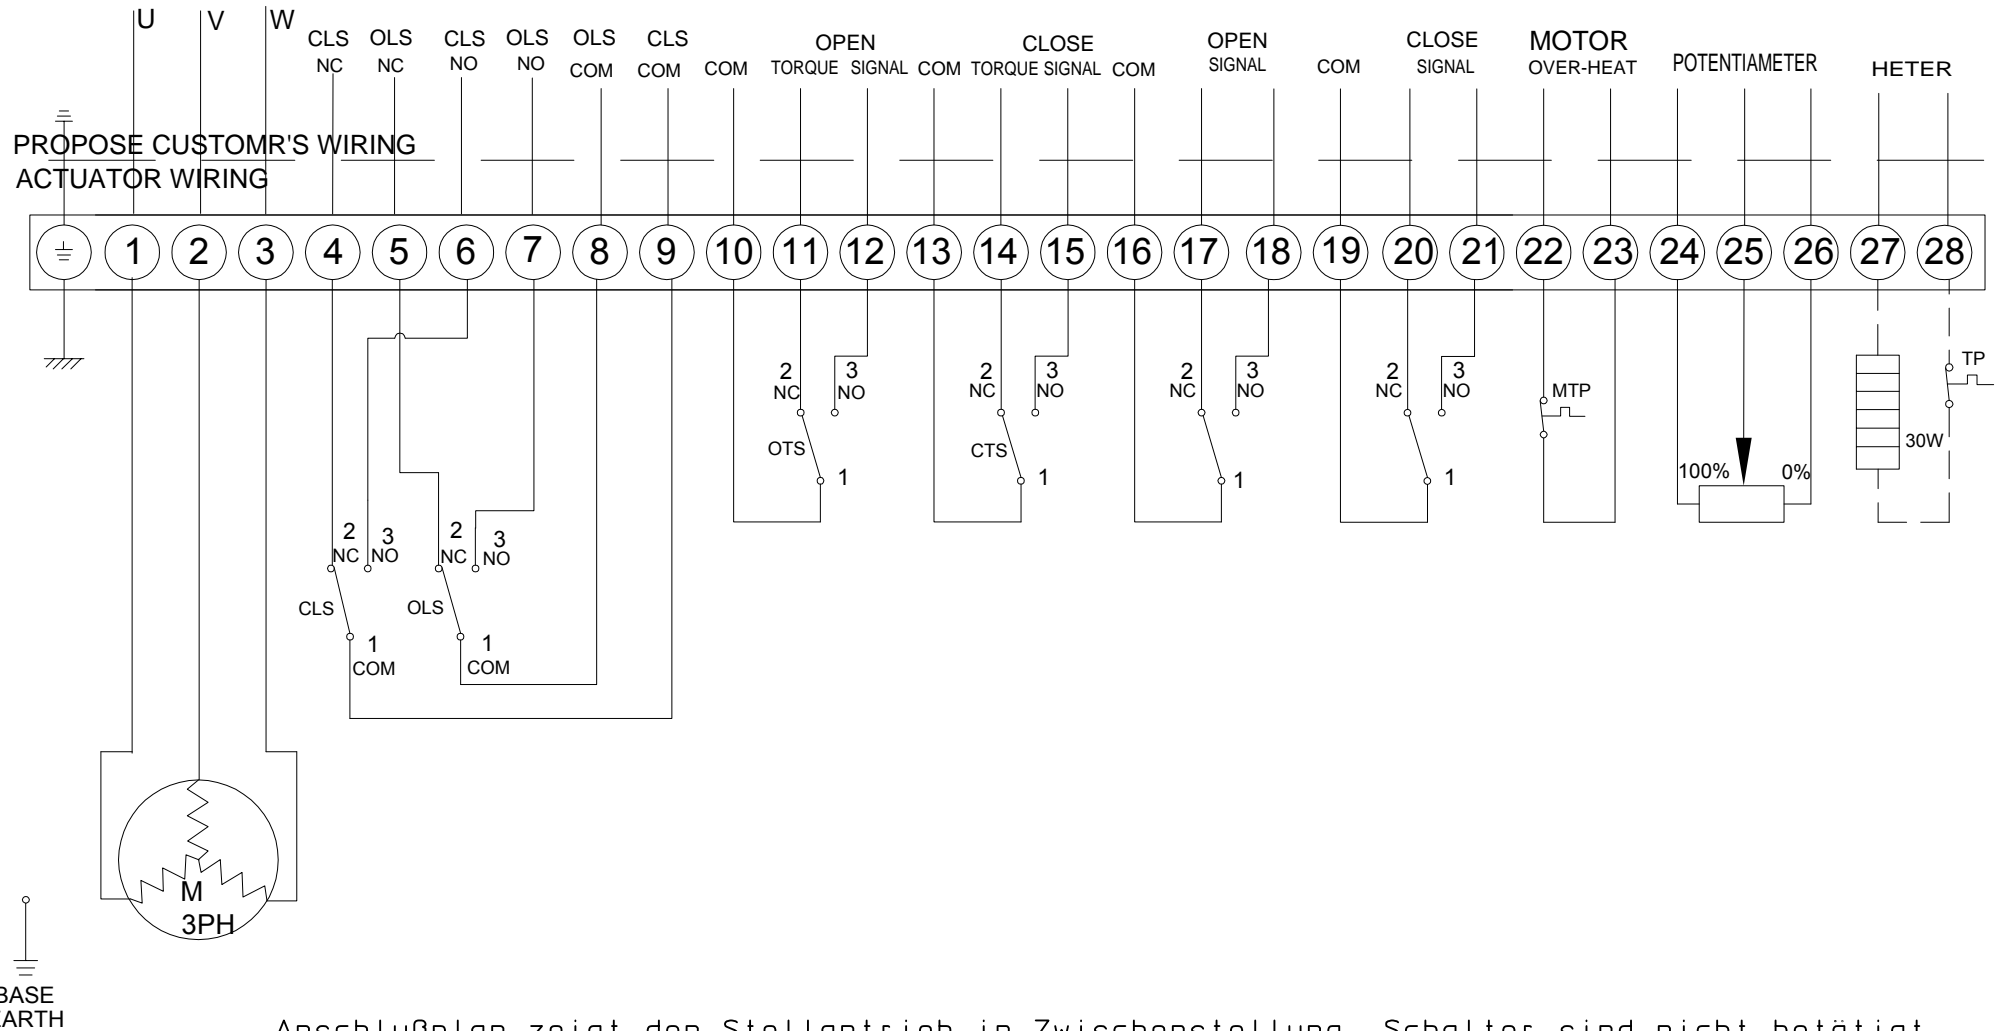 U V W
CLS OLS CLS OLS OLS CLS OPEN CLOSE OPEN CLOSE MOTOR
NC NC NO NO COM COM COM TORQUE SIGNAL COM TORQUE SIGNAL COM SIGNAL COM SIGNAL OVER-HEAT POTENTIAMETER HETER
PROPOSE CUSTOMR'S WIRING
ACTUATOR WIRING
1 2 3 4 5 6 7 8 9 10 11 12 13 14 15 16 17 18 19 20 21 22 23 24 25 26 27 28
TP
2 3 2 3 2 3 2 3
NC NO NC NO NC NO NC NO MTP
OTS CTS 30W
1 1 1 1 100% 0%
2 3 2 3
NC NO NC NO
CLS OLS
1 1
COM COM
M
3PH
BASE
EARTH
Anschlußplan zeigt den Stellantrieb in Zwischenstellung. Schalter sind nicht betätigt